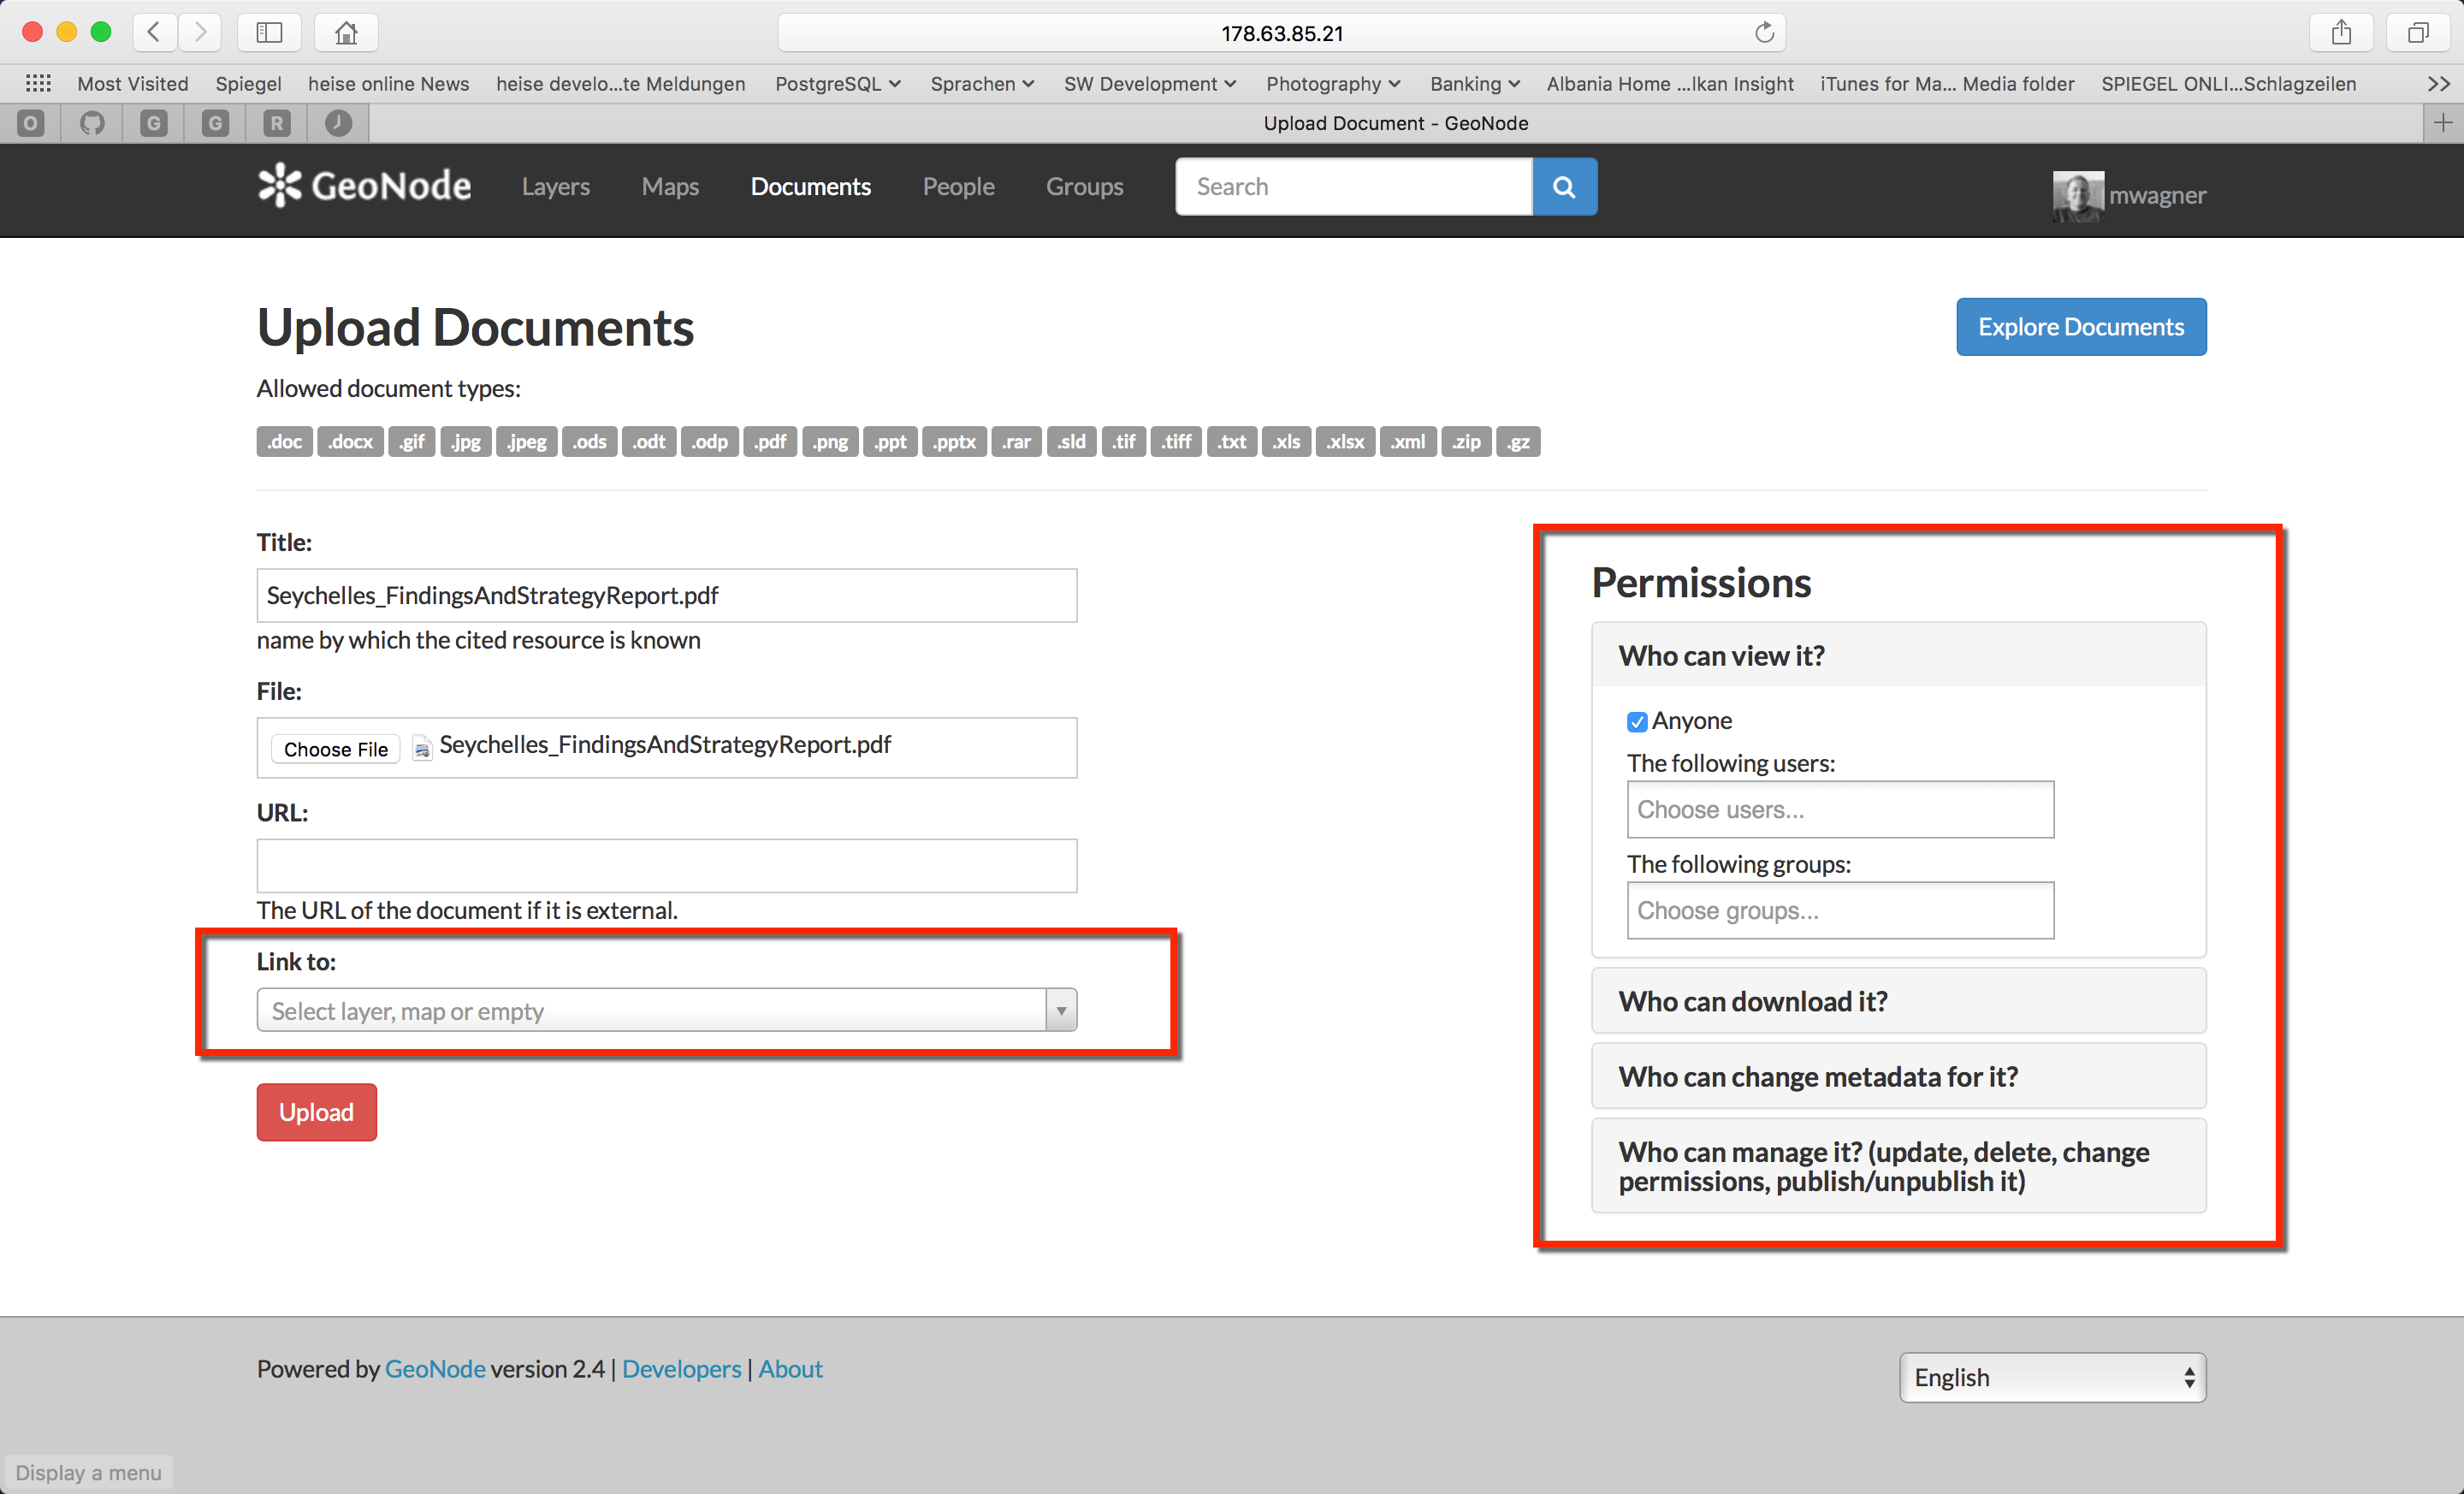 178.63.85.21
Most Visited Spiegel heise online News heise develo...te Meldungen PostgreSQL Sprachen SW Development Photography Banking Albania Home ...lkan Insight iTunes for Ma... Media folder SPIEGEL ONLI...Schlagzeilen >>
O G G R Upload Document - GeoNode +
GeoNode Layers Maps Documents People Groups Search mwagner
Upload Documents
Explore Documents
Allowed document types:
.doc .docx .gif .jpg .jpeg .ods .odt .odp .pdf .png .ppt .pptx .rar .sld .tif .tiff .txt .xls .xlsx .xml .zip .gz
Title:
Seychelles_FindingsAndStrategyReport.pdf
name by which the cited resource is known
File:
Choose File Seychelles_FindingsAndStrategyReport.pdf
URL:
The URL of the document if it is external.
Link to:
Select layer, map or empty
Upload
Permissions
Who can view it?
Anyone
The following users:
Choose users...
The following groups:
Choose groups...
Who can download it?
Who can change metadata for it?
Who can manage it? (update, delete, change
permissions, publish/unpublish it)
Powered by GeoNode version 2.4 | Developers | About
English
Display a menu